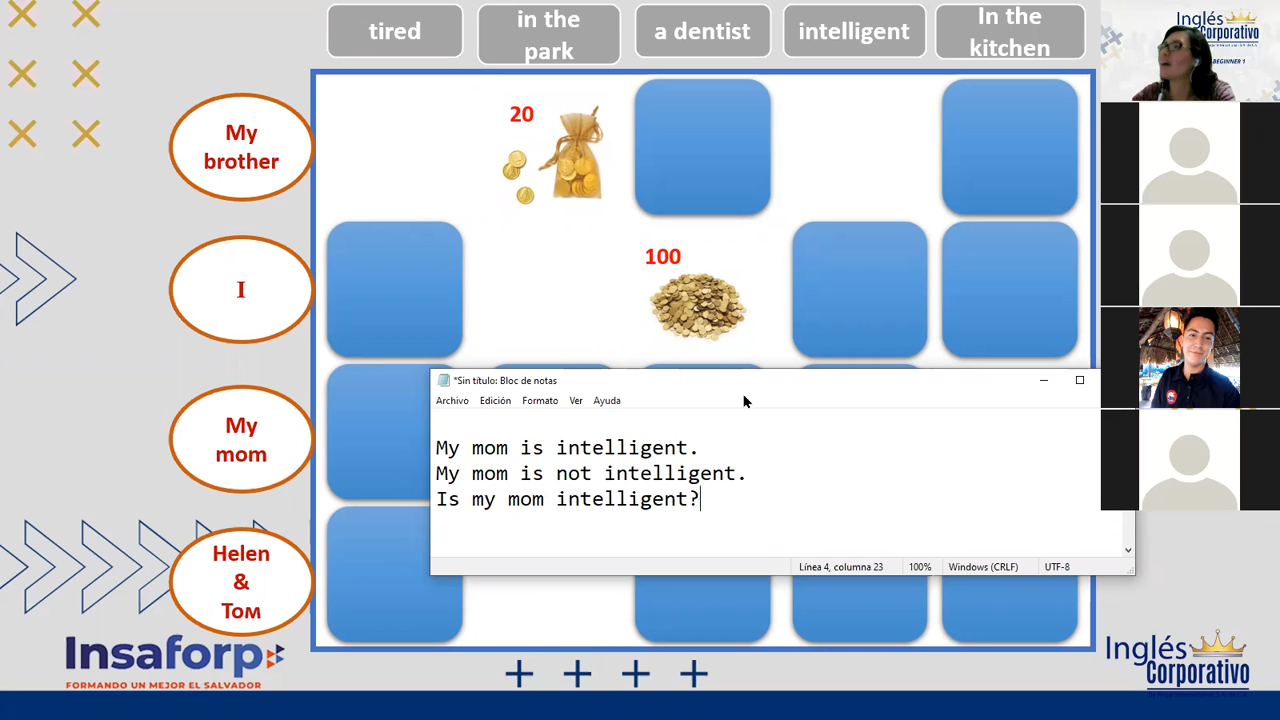 tired
in the
park
a dentist
intelligent
In the
kitchen
Inglés
Corporativo
BEGINNER 1
My
brother
20
I
100
My
mom
Helen
&
Tom
*Sin título: Bloc de notas
Archivo Edición Formato Ver Ayuda
My mom is intelligent.
My mom is not intelligent.
Is my mom intelligent?
Línea 4, columna 23 100% Windows (CRLF) UTF-8
Insaforp
FORMANDO UN MEJOR EL SALVADOR
Inglés
Corporativo